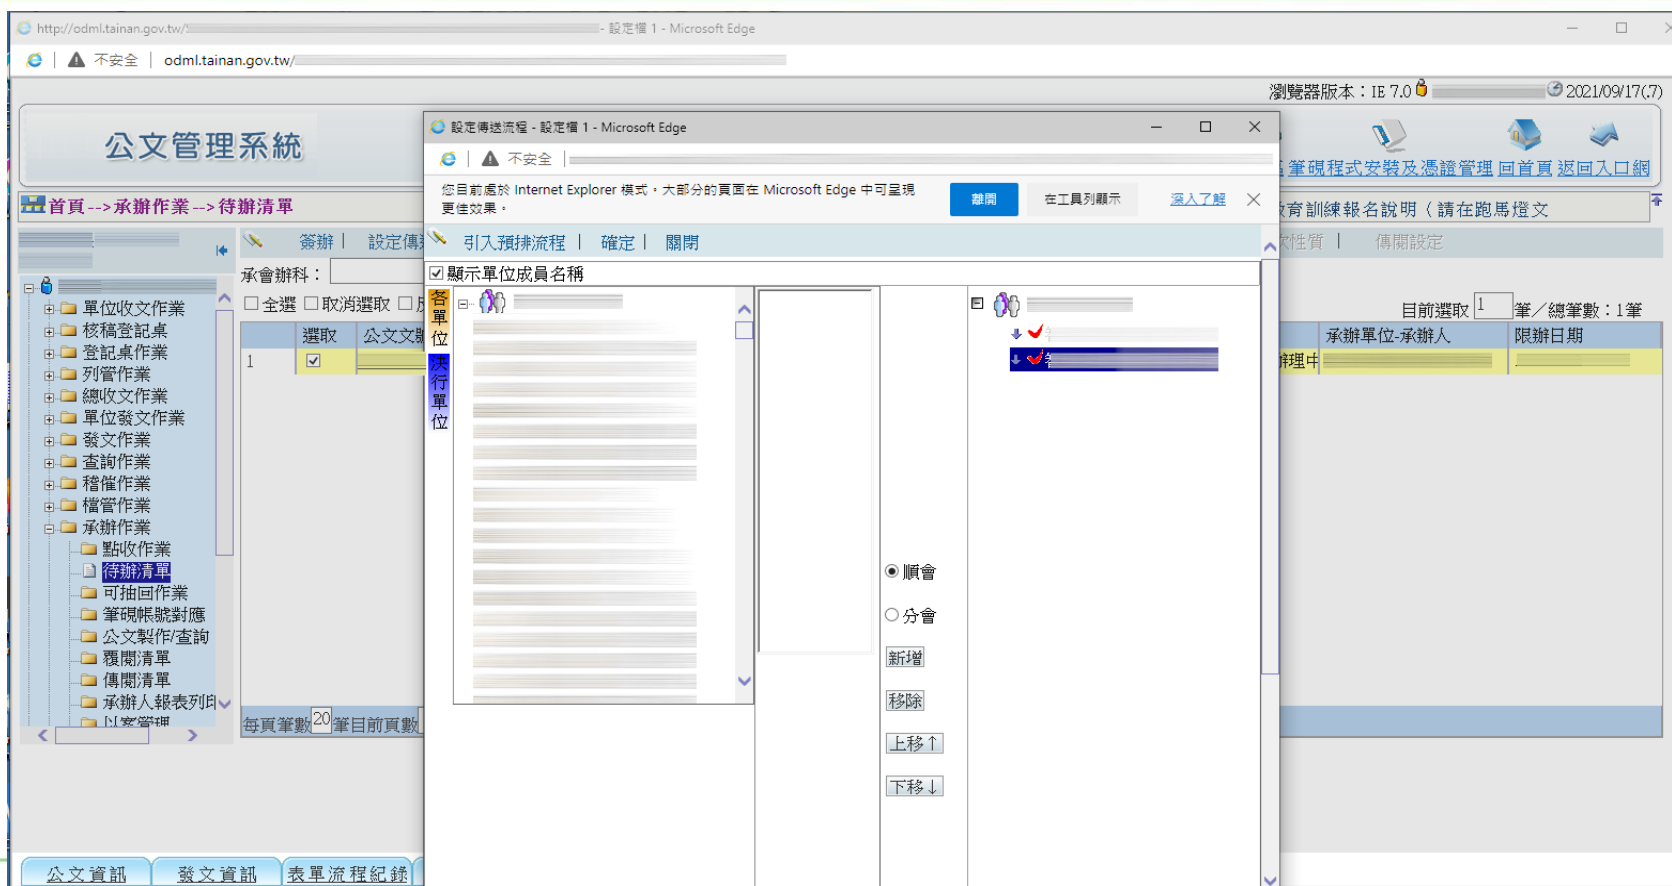 http://odml.tainan.gov.tw/ - 設定檔 1 - Microsoft Edge
不安全 odml.tainan.gov.tw/
瀏覽器版本：IE 7.0 2021/09/17(.7)
公文管理系統
筆硯程式安裝及憑證管理 回首頁 返回入口網
首頁-->承辦作業-->待辦清單
教育訓練報名說明（請在跑馬燈文
簽辦 設定傳
次性質 傳閱設定
承會辦科：
全選 取消選取
目前選取 1 筆／總筆數：1筆
選取 公文文號
承辦單位-承辦人 限辦日期
1
辦理中
單位收文作業
核稿登記桌
登記桌作業
列管作業
總收文作業
單位發文作業
發文作業
查詢作業
稽催作業
檔管作業
承辦作業
點收作業
待辦清單
可抽回作業
筆硯帳號對應
公文製作/查詢
覆閱清單
傳閱清單
承辦人報表列印
以案管理
每頁筆數20筆目前頁數
公文資訊 發文資訊 表單流程紀錄
設定傳送流程 - 設定檔 1 - Microsoft Edge
不安全
您目前處於 Internet Explorer 模式。大部分的頁面在 Microsoft Edge 中可呈現
更佳效果。
離開 在工具列顯示 深入了解
引入預排流程 確定 關閉
顯示單位成員名稱
各單位
決行單位
順會
分會
新增
移除
上移↑
下移↓